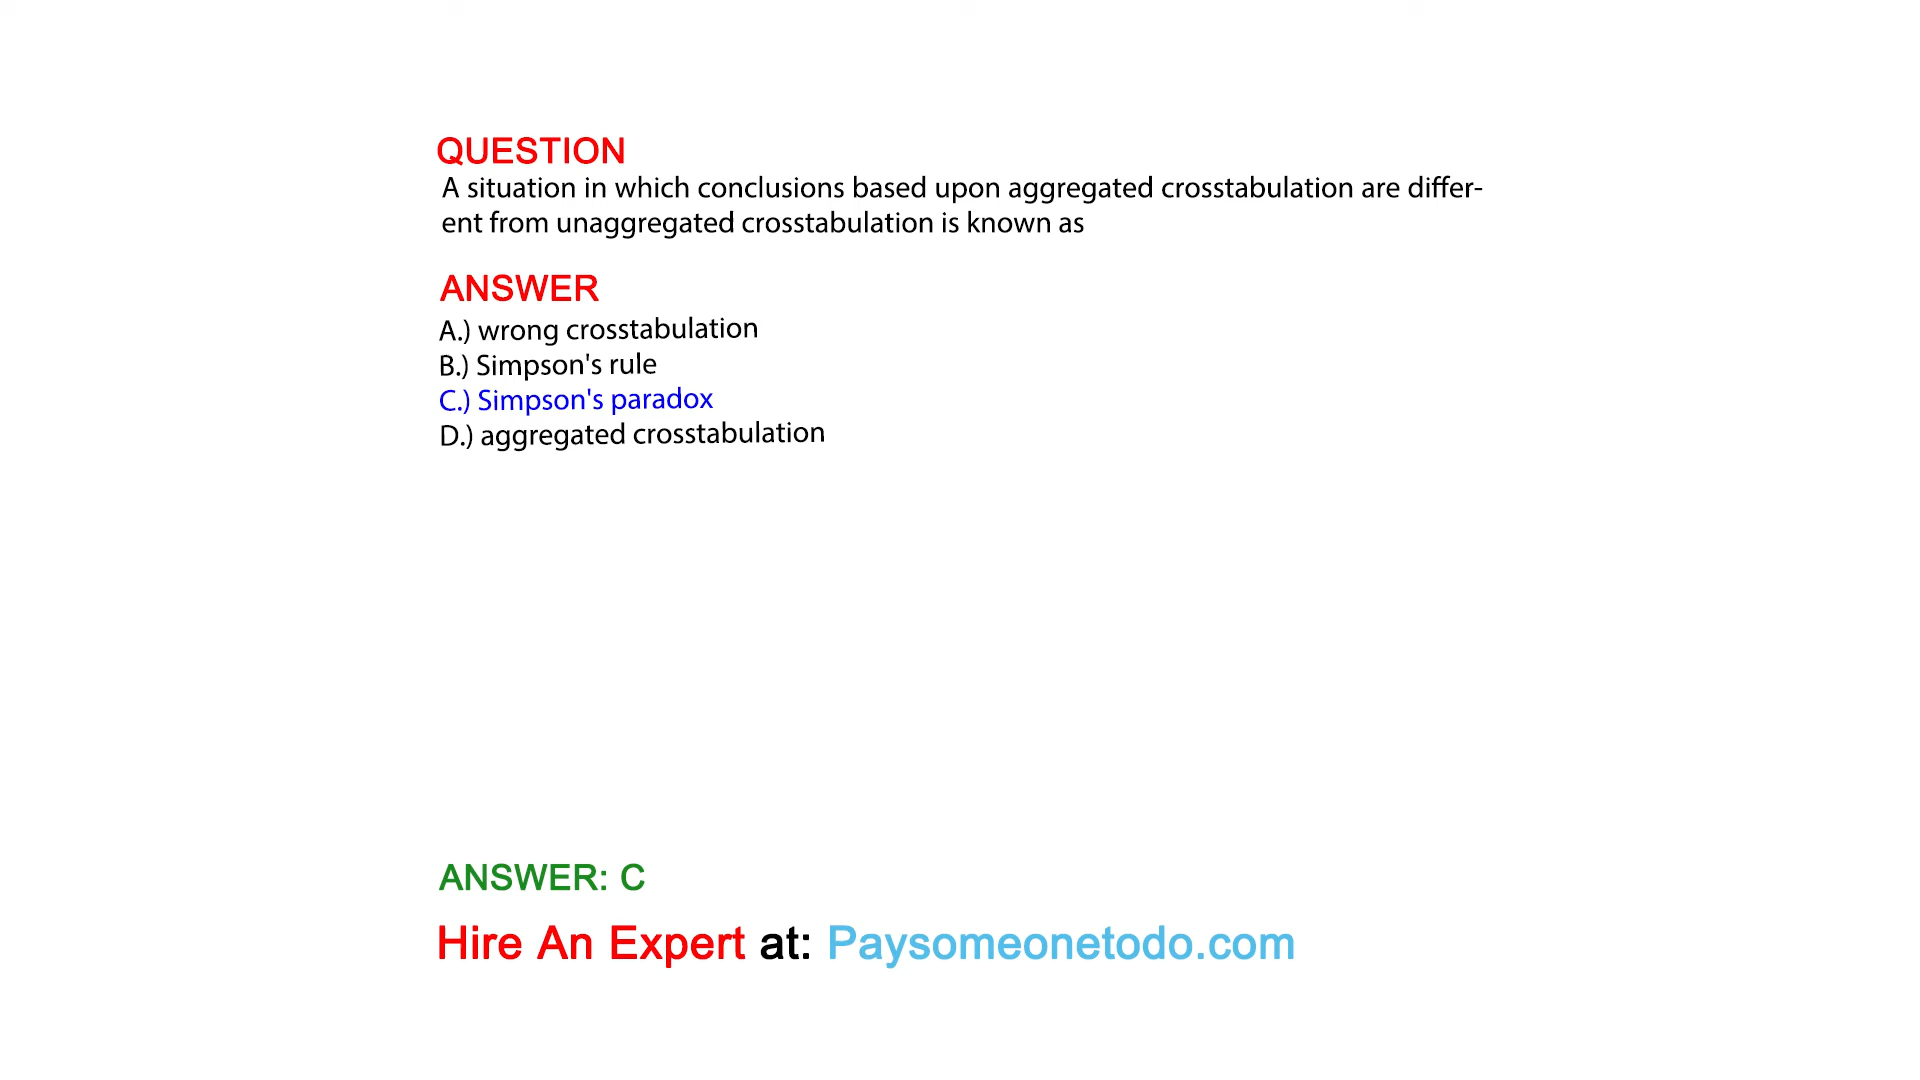 QUESTION
A situation in which conclusions based upon aggregated crosstabulation are differ-
ent from unaggregated crosstabulation is known as
ANSWER
A.) wrong crosstabulation
B.) Simpson's rule
C.) Simpson's paradox
D.) aggregated crosstabulation
ANSWER: C
Hire An Expert at: Paysomeonetodo.com